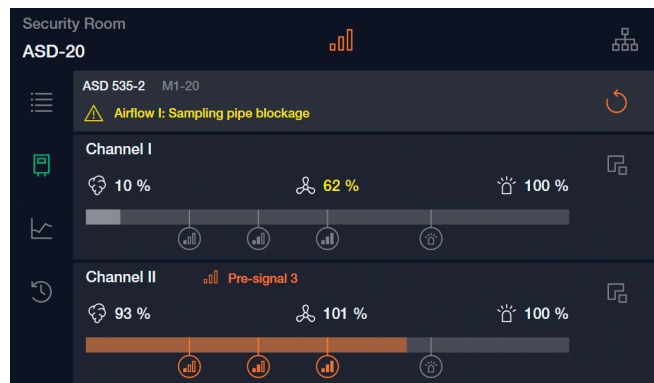 Security Room
ASD-20
ASD 535-2 M1-20
Airflow I: Sampling pipe blockage
Channel I
10 % 62 % 100 %
Channel II Pre-signal 3
93 % 101 % 100 %